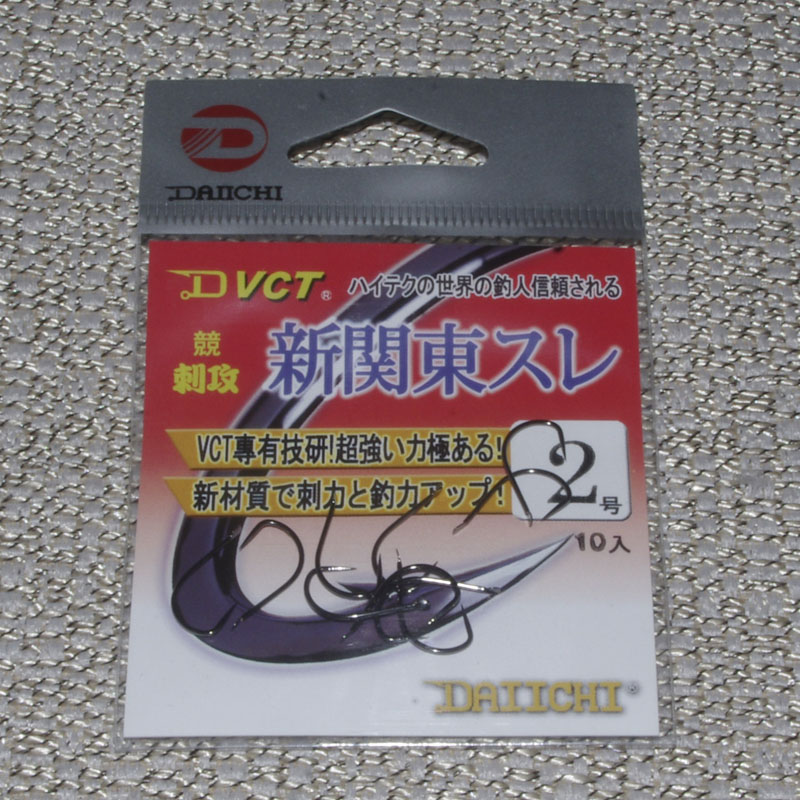 DAIICHI
DVCT® ハイテクの世界の釣人信頼される
競
刺攻
新関東スレ
VCT專有技研!超強い力極ある!
新材質で刺力と釣力アップ!
2号
10入
DAIICHI®